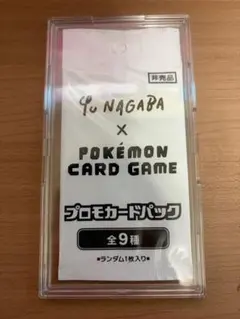 非売品
YU NAGABA
×
POKÉMON
CARD GAME
プロモカードパック
全9種
*ランダム1枚入り*